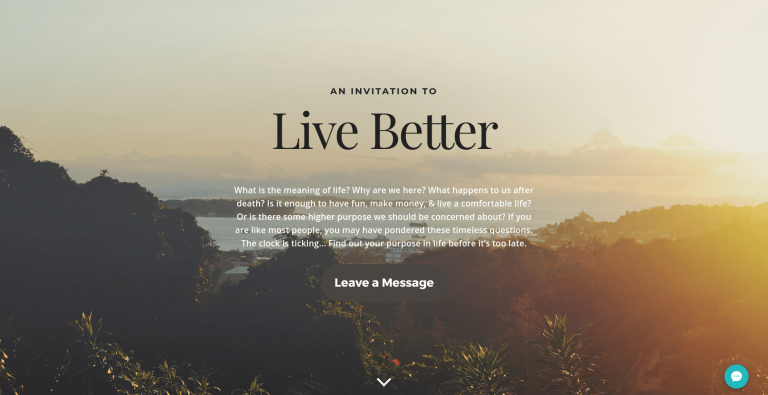 AN INVITATION TO
Live Better
What is the meaning of life? Why are we here? What happens to us after
death? Is it enough to have fun, make money, & live a comfortable life?
Or is there some higher purpose we should be concerned about? If you
are like most people, you may have pondered these timeless questions.
The clock is ticking... Find out your purpose in life before it's too late.
Leave a Message